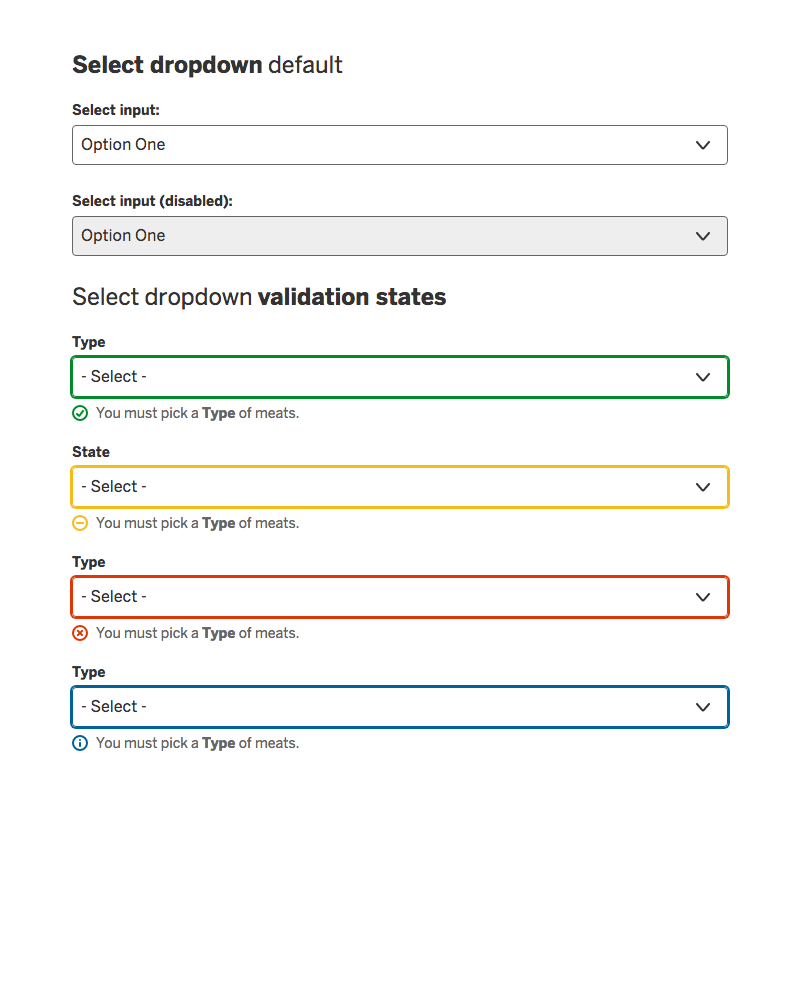 Select dropdown default
Select input:
Option One
Select input (disabled):
Option One
Select dropdown validation states
Type
- Select -
You must pick a Type of meats.
State
- Select -
You must pick a Type of meats.
Type
- Select -
You must pick a Type of meats.
Type
- Select -
You must pick a Type of meats.